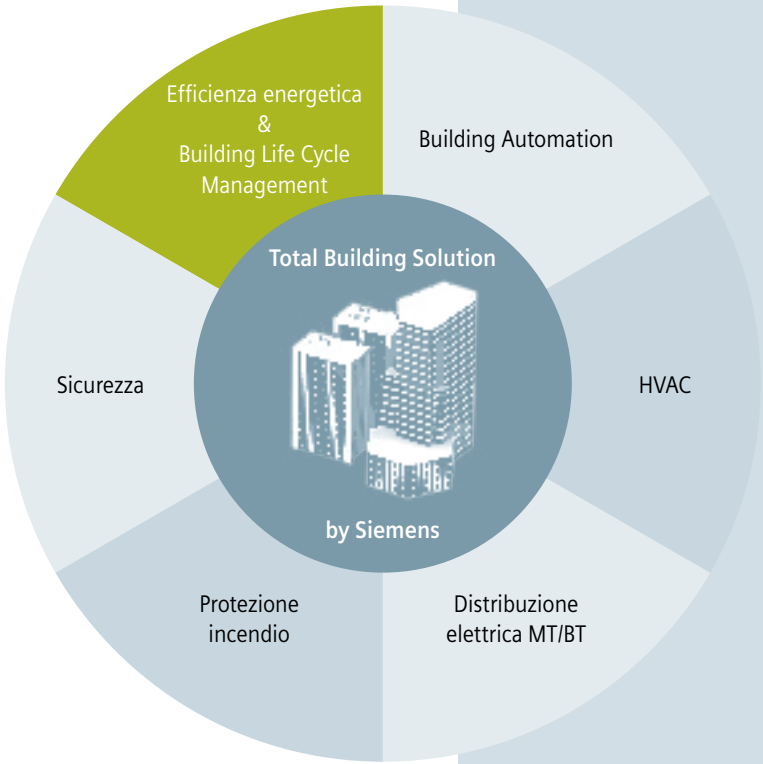 Efficienza energetica
&
Building Life Cycle
Management
Building Automation
Total Building Solution
Sicurezza
HVAC
by Siemens
Protezione
incendio
Distribuzione
elettrica MT/BT